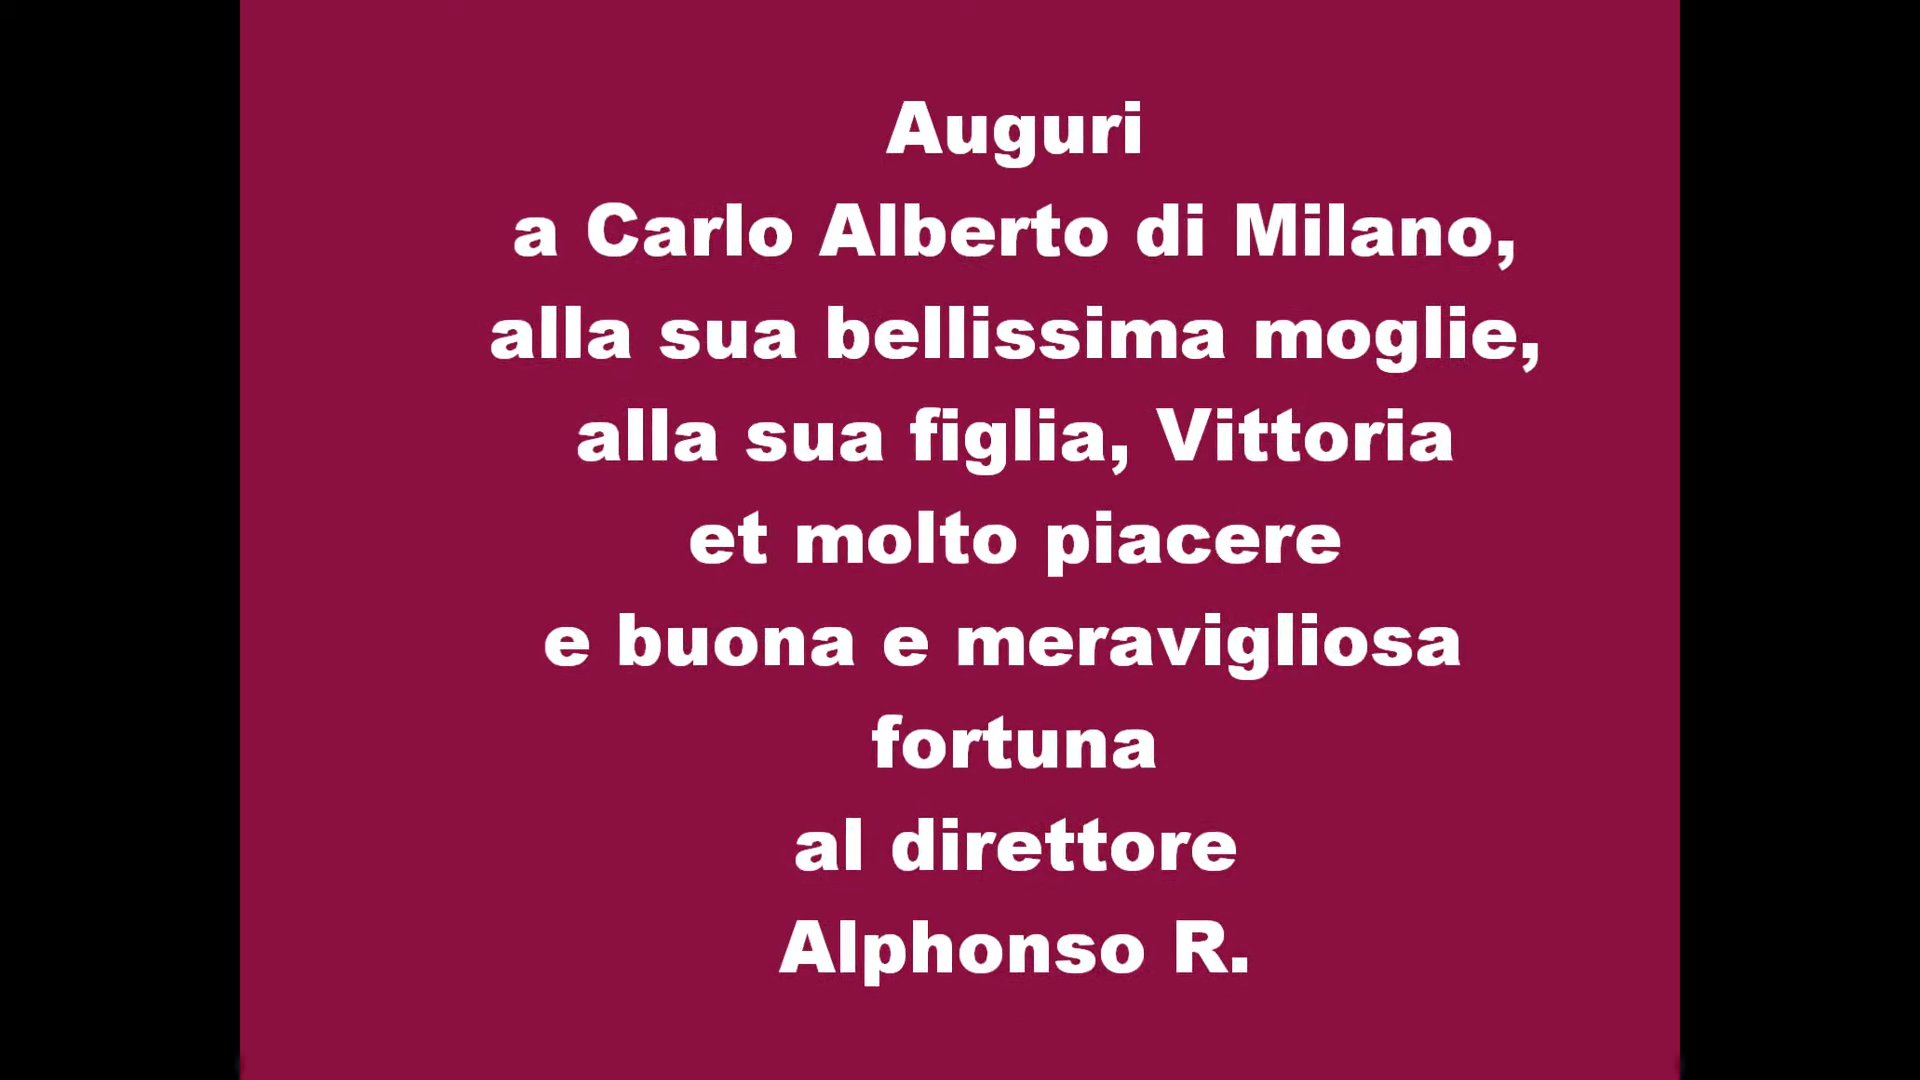 Auguri
a Carlo Alberto di Milano,
alla sua bellissima moglie,
alla sua figlia, Vittoria
et molto piacere
e buona e meravigliosa
fortuna
al direttore
Alphonso R.